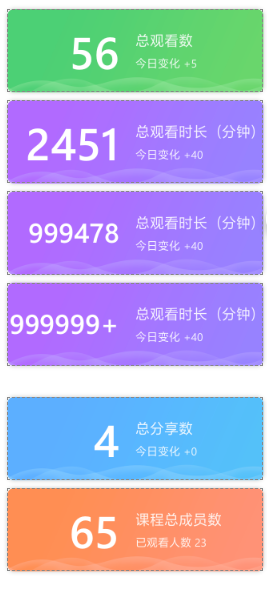 56
总观看数
今日变化 +5
2451
总观看时长（分钟）
今日变化 +40
999478
总观看时长（分钟）
今日变化 +40
999999+
总观看时长（分钟）
今日变化 +40
4
总分享数
今日变化 +0
65
课程总成员数
已观看人数 23